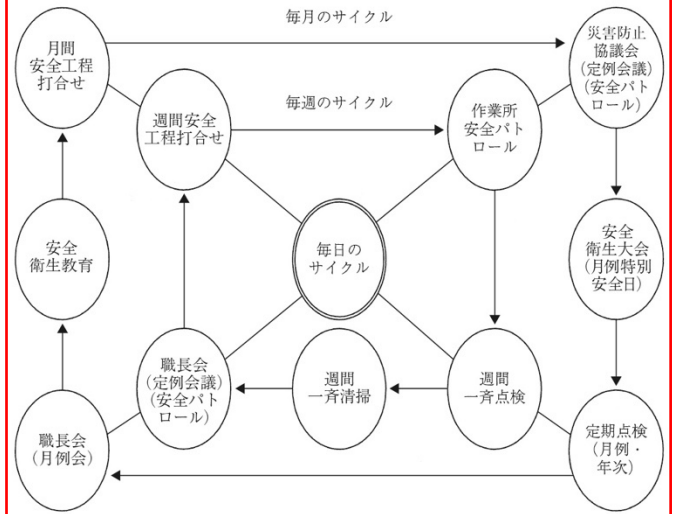 毎月のサイクル
月間
安全工程
打合せ
災害防止
協議会
(定例会議)
(安全パト
ロール)
毎週のサイクル
週間安全
工程打合せ
作業所
安全パト
ロール
安全
衛生教育
毎日の
サイクル
安全
衛生大会
(月例特別
安全日)
職長会
(定例会議)
(安全パト
ロール)
週間
一斉清掃
週間
一斉点検
職長会
(月例会)
定期点検
(月例・
年次)